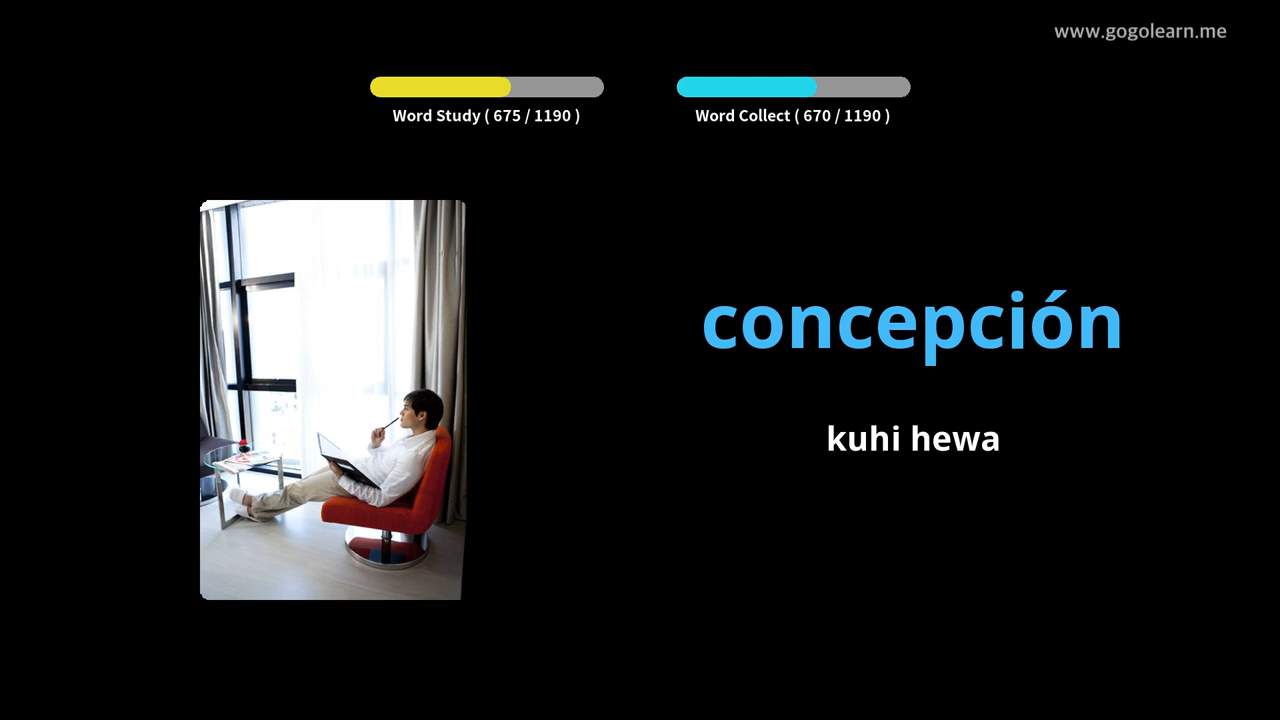 www.gogolearn.me
Word Study ( 675 / 1190 )
Word Collect ( 670 / 1190 )
concepción
kuhi hewa